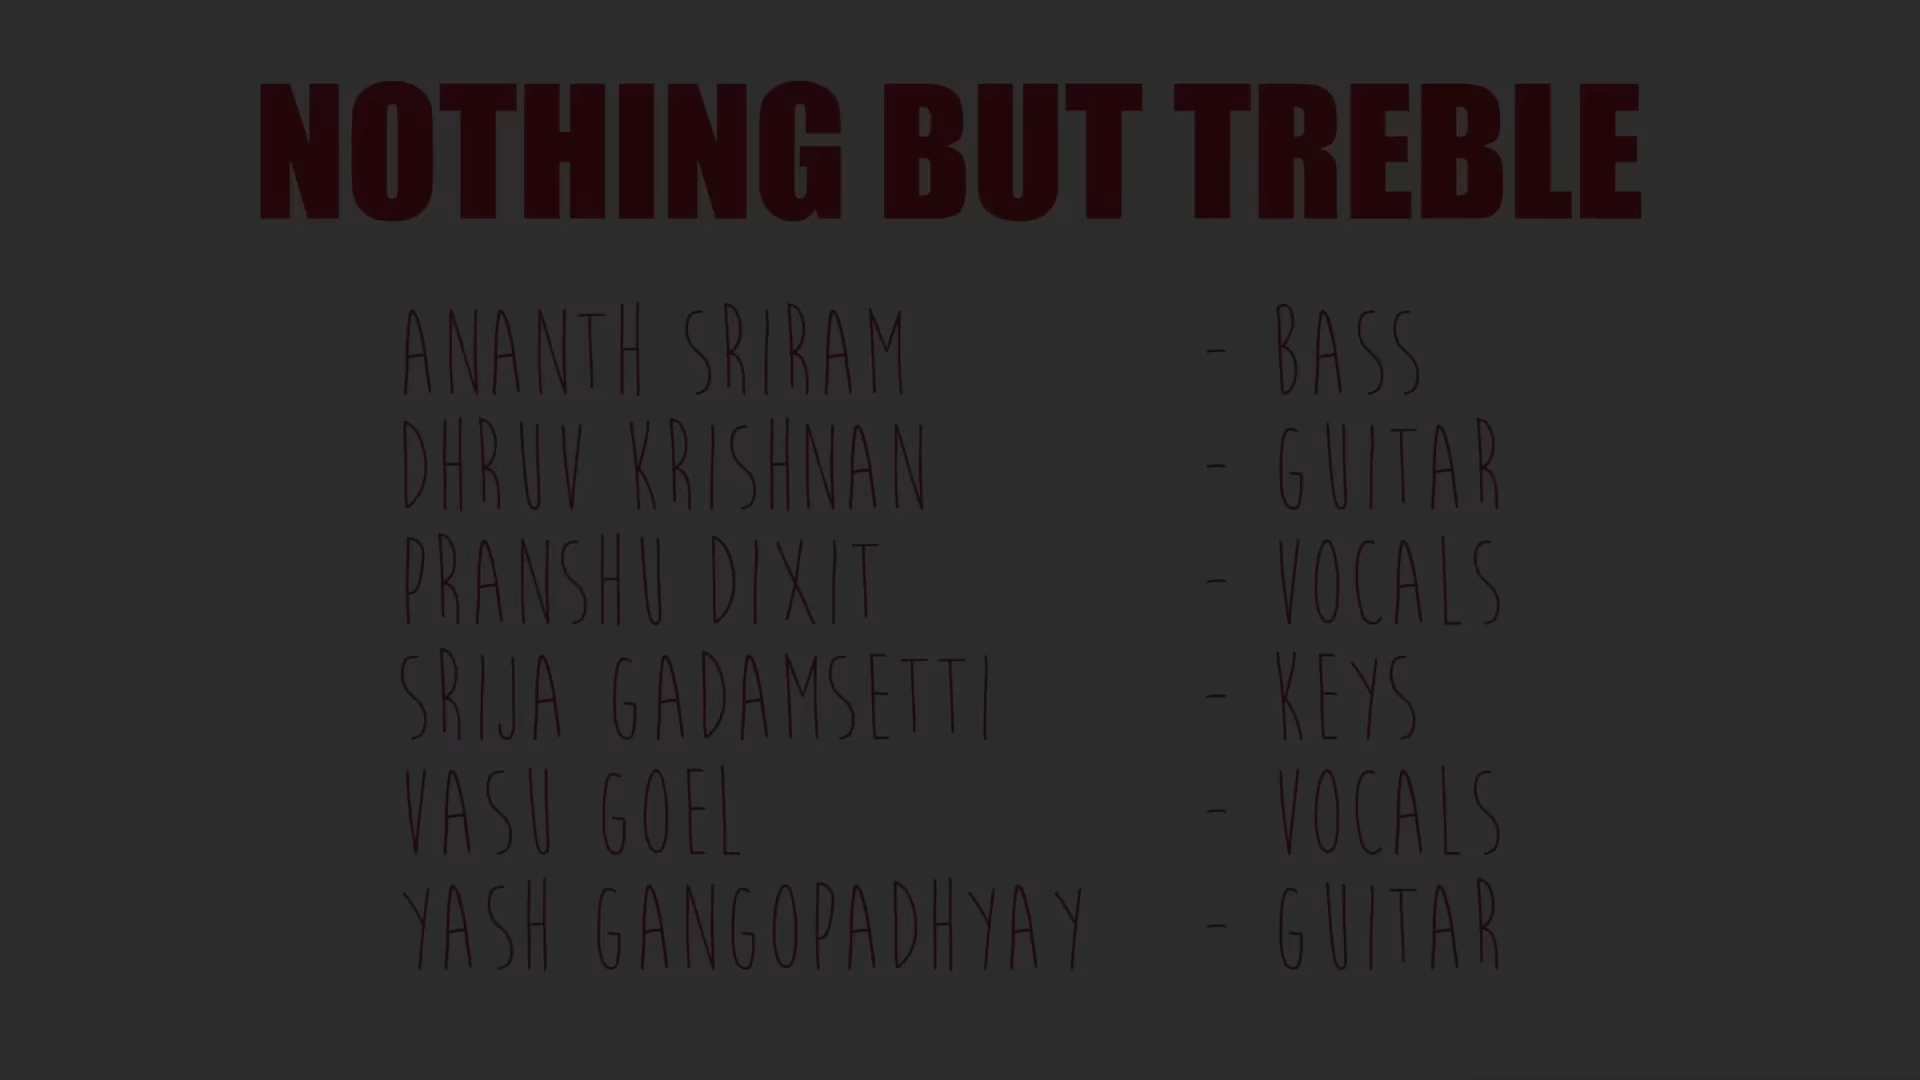 NOTHING BUT TREBLE
ANANTH SRIRAM - BASS
DHRUV KRISHNAN - GUITAR
PRANSHU DIXIT - VOCALS
SRIJA GADAMSETTI - KEYS
VASU GOEL - VOCALS
YASH GANGOPADHYAY - GUITAR